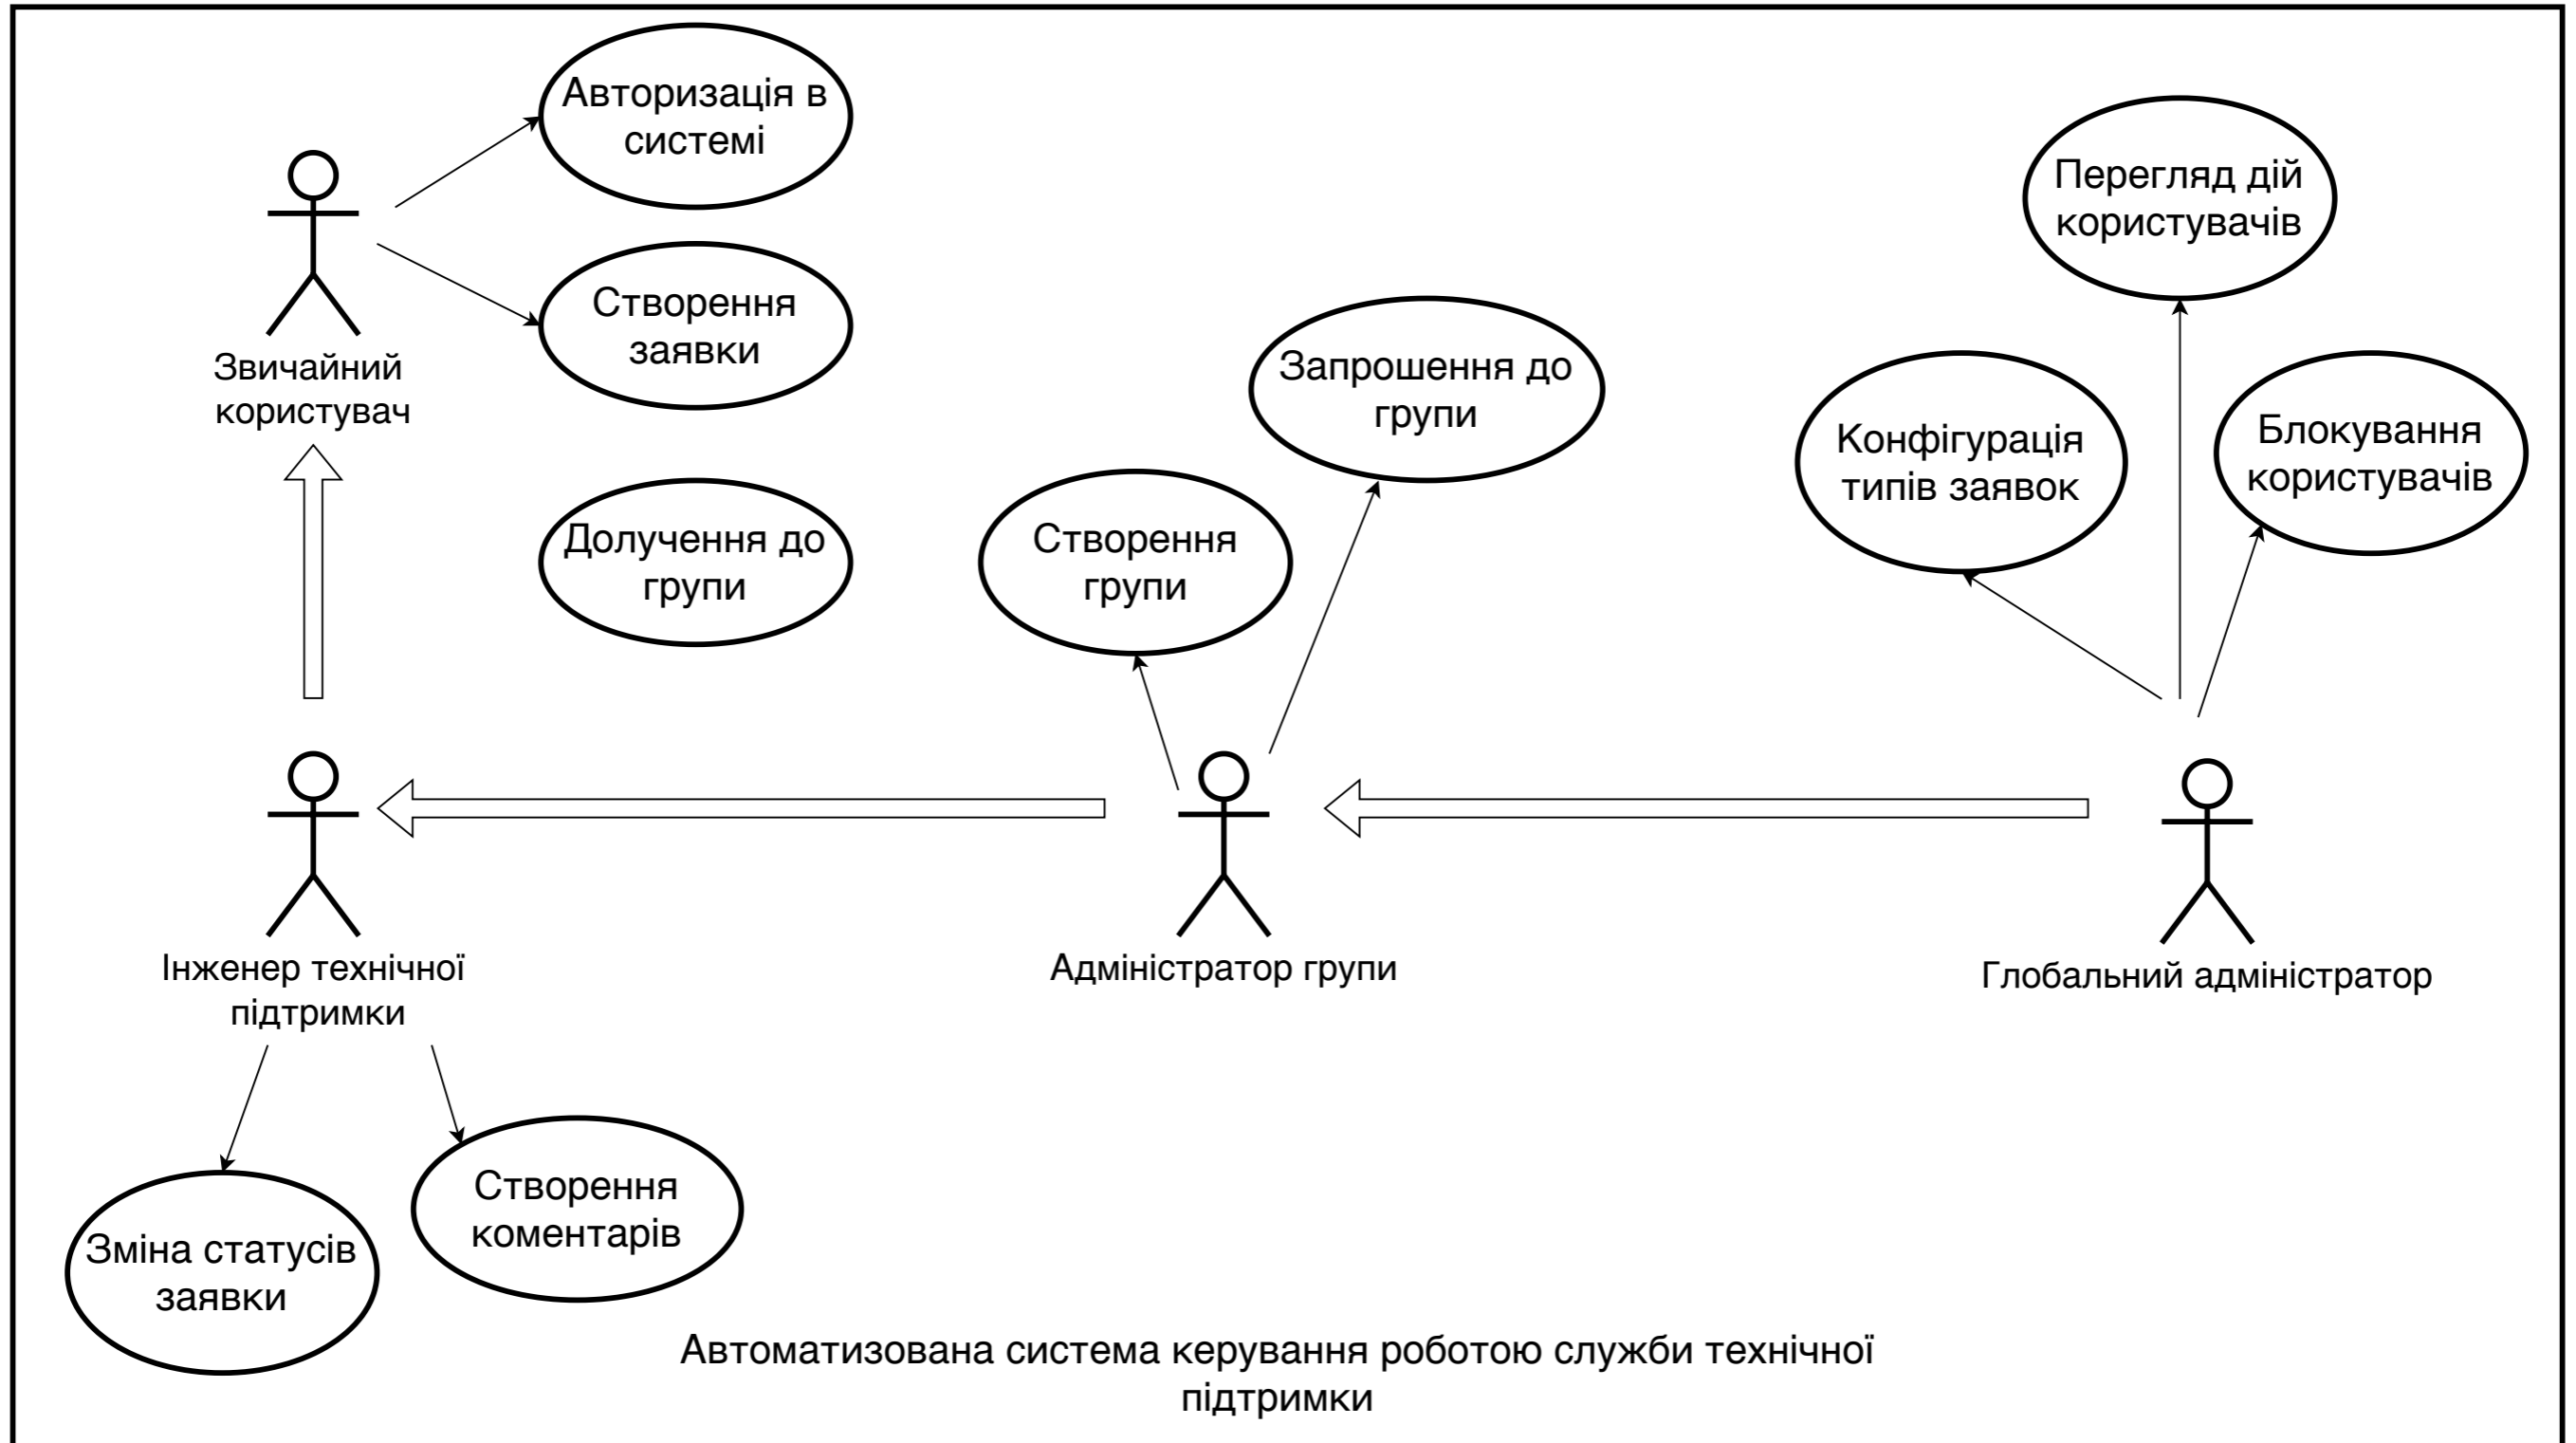 Авторизація в
системі
Створення
заявки
Звичайний
користувач
Долучення до
групи
Створення
групи
Запрошення до
групи
Перегляд дій
користувачів
Конфігурація
типів заявок
Блокування
користувачів
Інженер технічної
підтримки
Адміністратор групи
Глобальний адміністратор
Зміна статусів
заявки
Створення
коментарів
Автоматизована система керування роботою служби технічної
підтримки